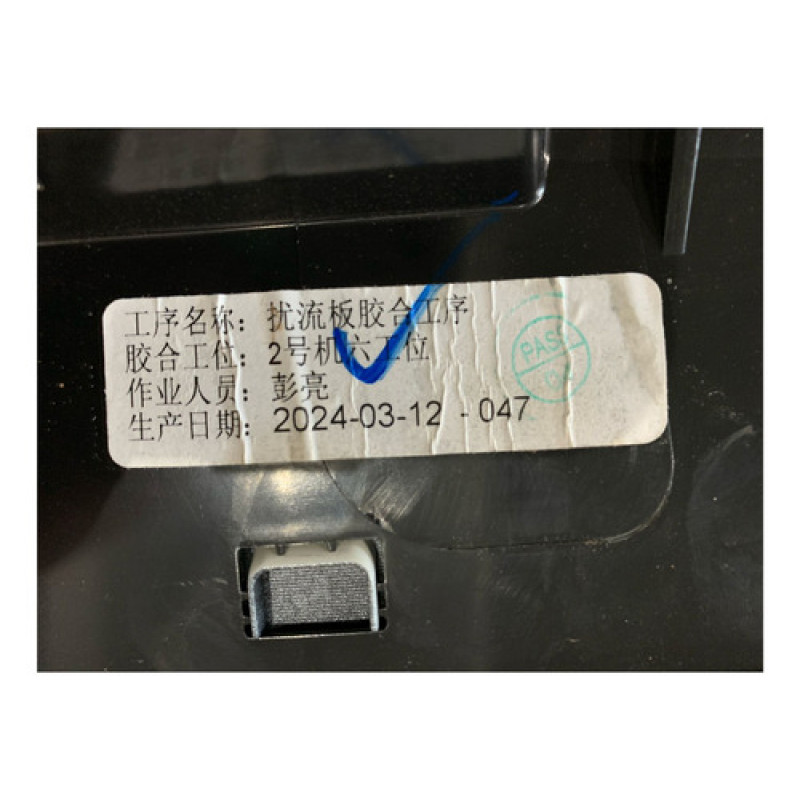 工序名称：扰流板胶合工序
胶合工位：2号机六工位
作业人员：彭亮
生产日期：2024-03-12 - 047
PASS